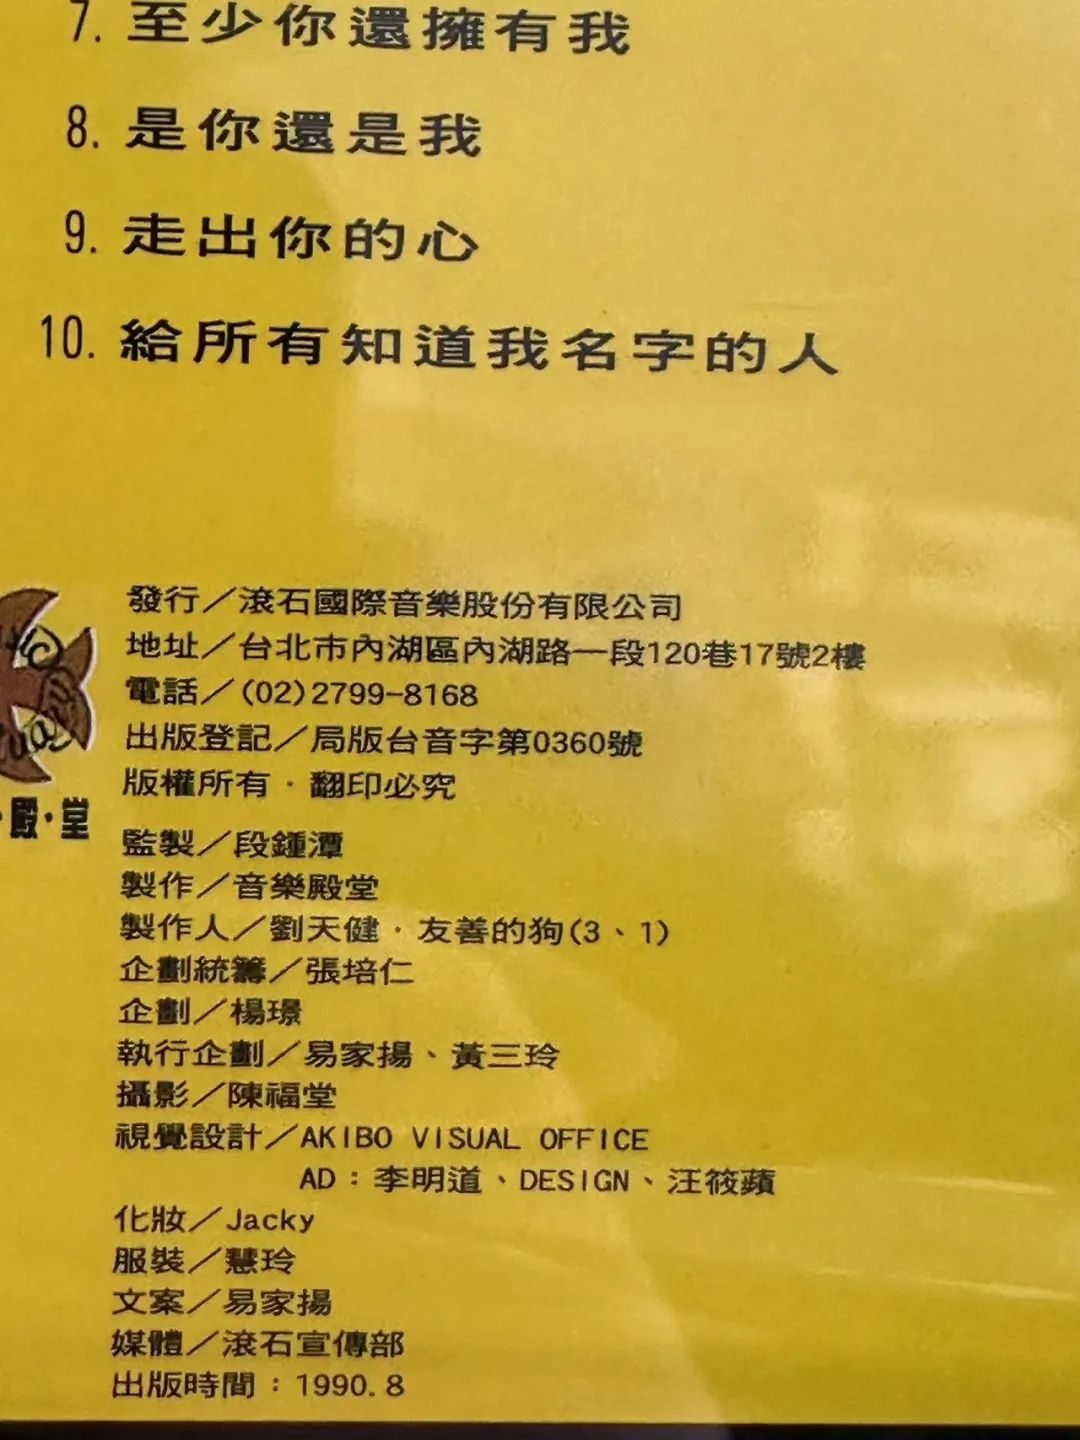 7. 至少你還擁有我
8. 是你還是我
9. 走出你的心
10. 給所有知道我名字的人
發行／滾石國際音樂股份有限公司
地址／台北市內湖區內湖路一段120巷17號2樓
電話／(02)2799-8168
出版登記／局版台音字第0360號
版權所有·翻印必究
·殿·堂
監製／段鍾潭
製作／音樂殿堂
製作人／劉天健·友善的狗(3、1)
企劃統籌／張培仁
企劃／楊璟
執行企劃／易家揚、黃三玲
攝影／陳福堂
視覺設計／AKIBO VISUAL OFFICE
AD：李明道、DESIGN、汪筱蘋
化妝／Jacky
服裝／慧玲
文案／易家揚
媒體／滾石宣傳部
出版時間：1990.8